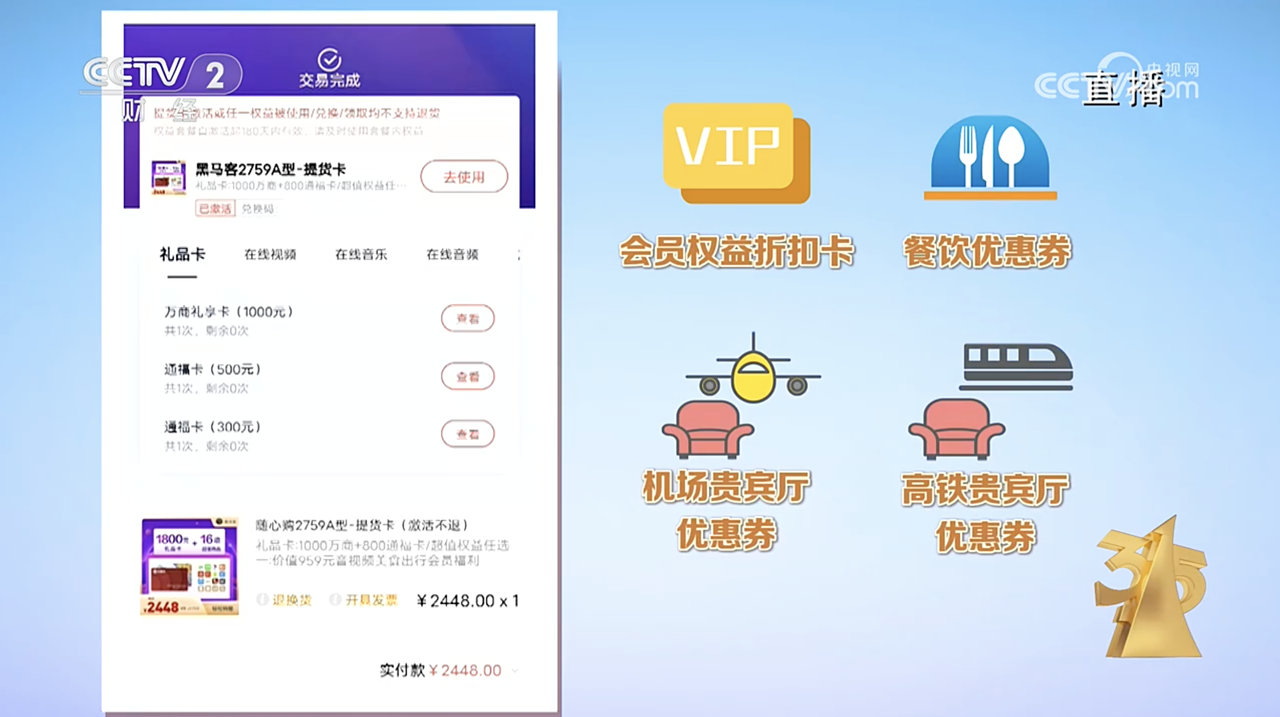 CCTV 2
财经
央视网
CCTV.com
直播
交易完成
提货卡激活或任一权益被使用/兑换/领取均不支持退货
权益套餐自激活起180天内有效，请及时使用套餐内权益
黑马客2759A型-提货卡
去使用
礼品卡:1000万商+800通福卡/超值权益任…
已激活 兑换码
礼品卡 在线视频 在线音乐 在线音频
万商礼享卡（1000元）
查看
共1次，剩余0次
通福卡（500元）
查看
共1次，剩余0次
通福卡（300元）
查看
共1次，剩余0次
随心购2759A型-提货卡（激活不退）
礼品卡:1000万商+800通福卡/超值权益任选
一:价值959元音视频美食出行会员福利
1800元 + 16选
礼品卡
¥2448
退换货 开具发票 ¥2448.00 x 1
实付款 ¥2448.00
VIP
会员权益折扣卡
餐饮优惠券
机场贵宾厅
优惠券
高铁贵宾厅
优惠券
315